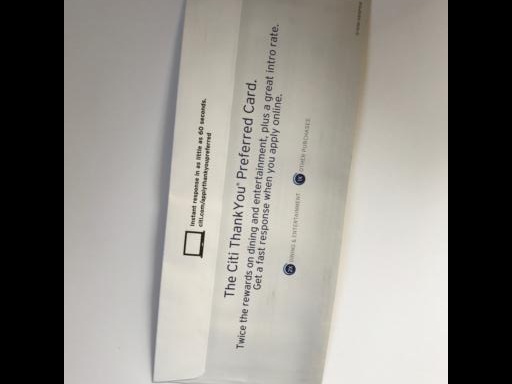 Instant response in as little as 60 seconds.
citi.com/applythankyoupreferred
The Citi ThankYou® Preferred Card.
Twice the rewards on dining and entertainment, plus a great intro rate.
Get a fast response when you apply online.
2X DINING & ENTERTAINMENT
1X OTHER PURCHASES